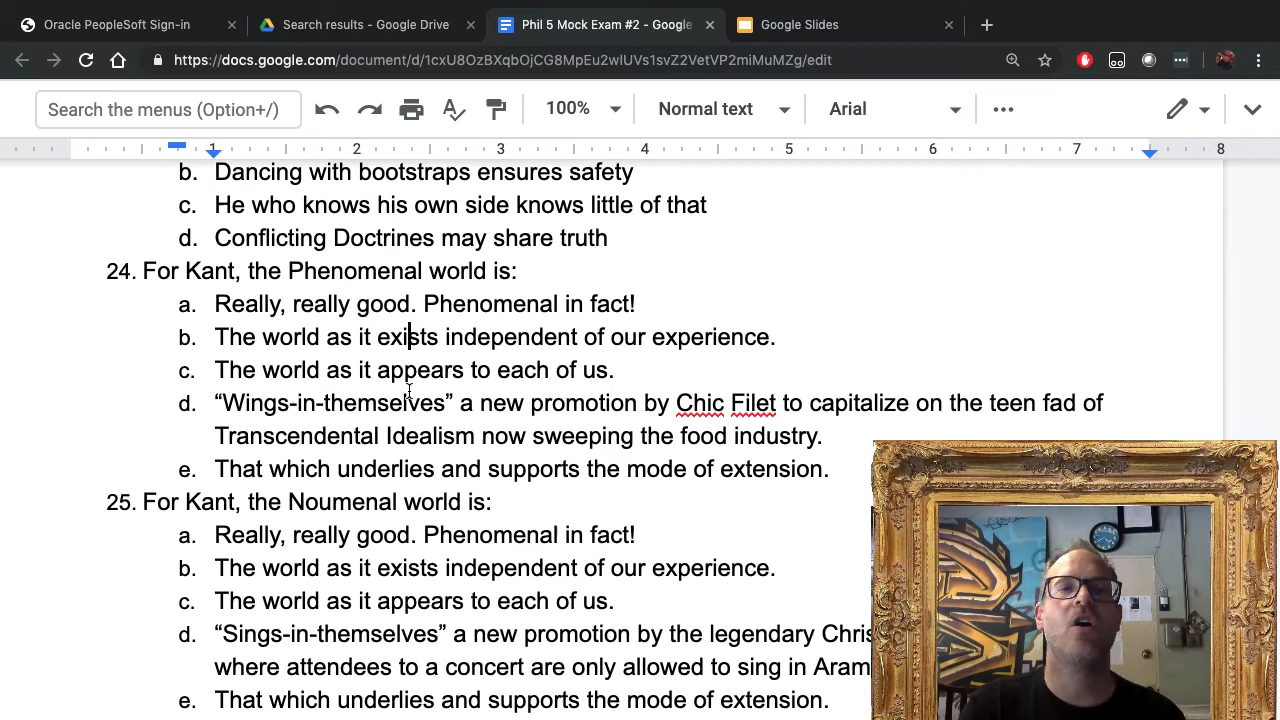 Oracle PeopleSoft Sign-in
Search results - Google Drive
Phil 5 Mock Exam #2 - Google
Google Slides
https://docs.google.com/document/d/1cxU8OzBXqbOjCG8MpEu2wlUVs1svZ2VetVP2miMuMZg/edit
Search the menus (Option+/)
100%
Normal text
Arial
1 2 3 4 5 6 7 8
b. Dancing with bootstraps ensures safety
c. He who knows his own side knows little of that
d. Conflicting Doctrines may share truth
24. For Kant, the Phenomenal world is:
a. Really, really good. Phenomenal in fact!
b. The world as it exists independent of our experience.
c. The world as it appears to each of us.
d. “Wings-in-themselves” a new promotion by Chic Filet to capitalize on the teen fad of
Transcendental Idealism now sweeping the food industry.
e. That which underlies and supports the mode of extension.
25. For Kant, the Noumenal world is:
a. Really, really good. Phenomenal in fact!
b. The world as it exists independent of our experience.
c. The world as it appears to each of us.
d. “Sings-in-themselves” a new promotion by the legendary Chris
where attendees to a concert are only allowed to sing in Aram
e. That which underlies and supports the mode of extension.